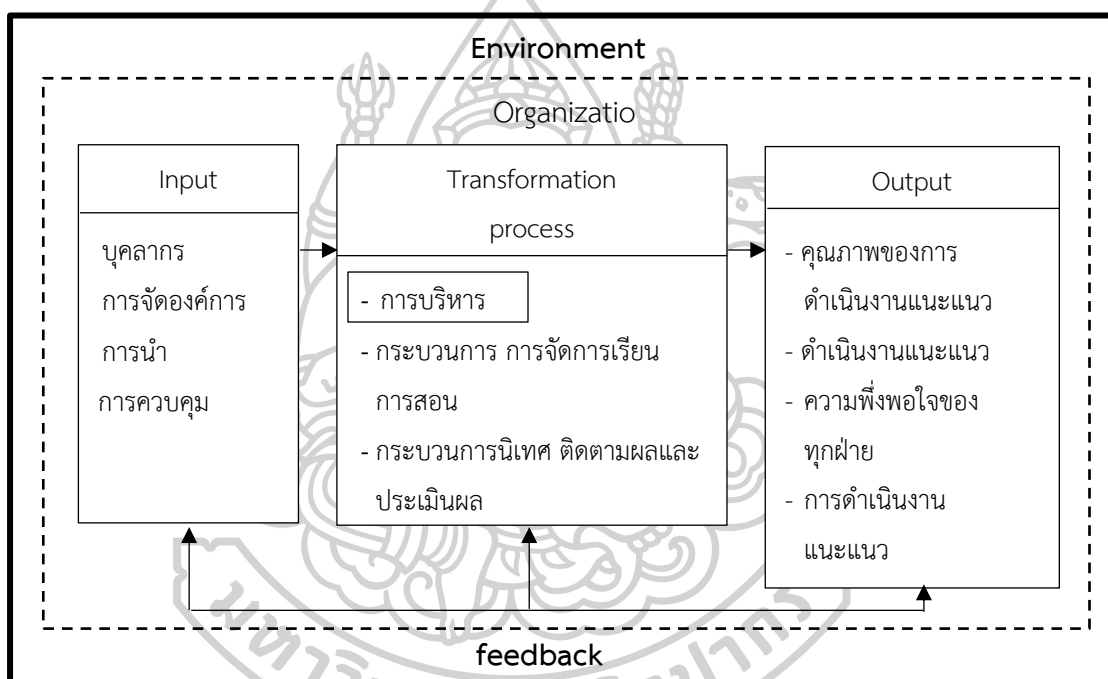 Environment
Organizatio
Input
บุคลากร
การจัดองค์การ
การนำ
การควบคุม
Transformation
process
- การบริหาร
- กระบวนการ การจัดการเรียน
การสอน
- กระบวนการนิเทศ ติดตามผลและ
ประเมินผล
Output
- คุณภาพของการ
ดำเนินงานแนะแนว
- ดำเนินงานแนะแนว
- ความพึ่งพอใจของ
ทุกฝ่าย
- การดำเนินงาน
แนะแนว
feedback